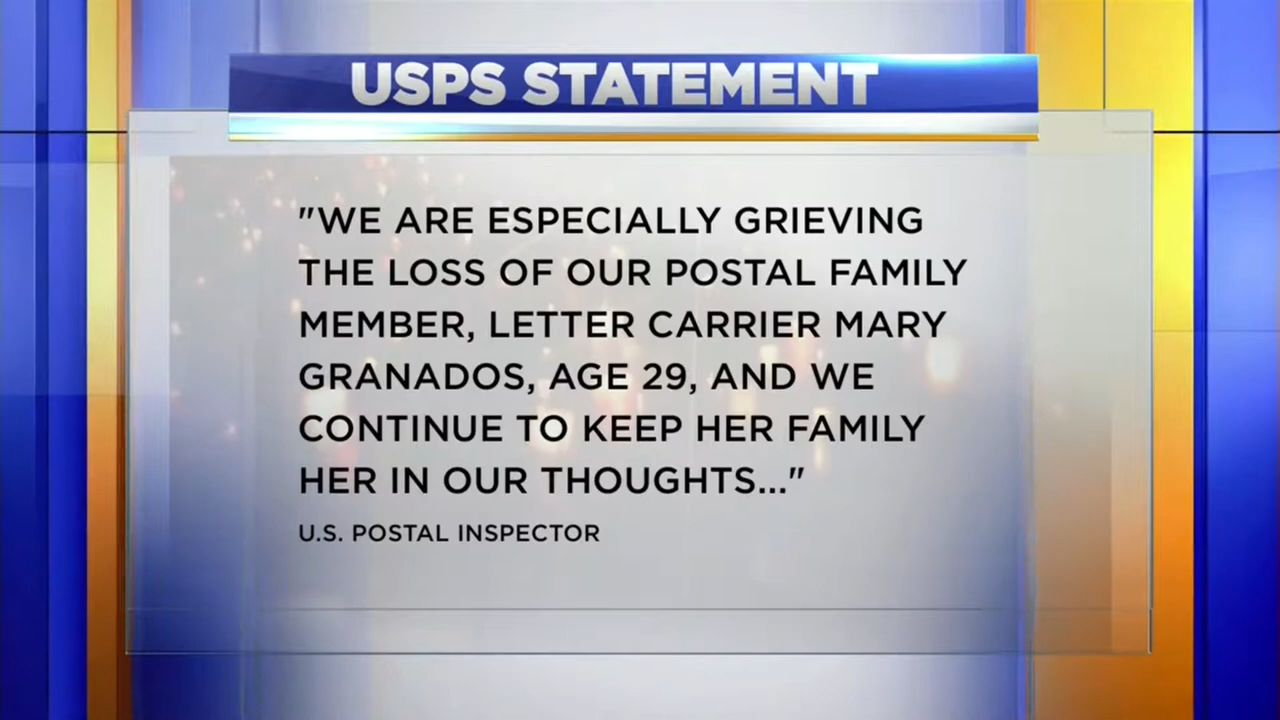 USPS STATEMENT
"WE ARE ESPECIALLY GRIEVING
THE LOSS OF OUR POSTAL FAMILY
MEMBER, LETTER CARRIER MARY
GRANADOS, AGE 29, AND WE
CONTINUE TO KEEP HER FAMILY
HER IN OUR THOUGHTS..."
U.S. POSTAL INSPECTOR